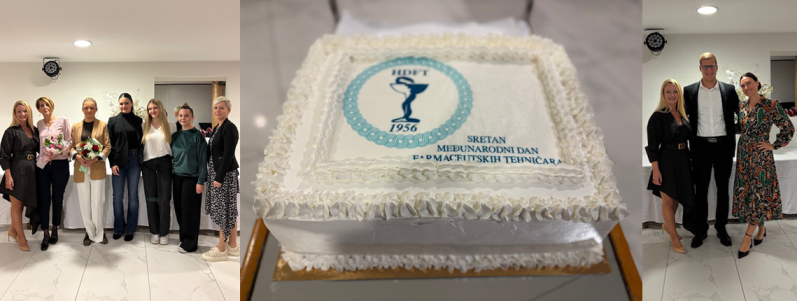 HDFT
1956
SRETAN
MEĐUNARODNI DAN
FARMACEUTSKIH TEHNIČARA